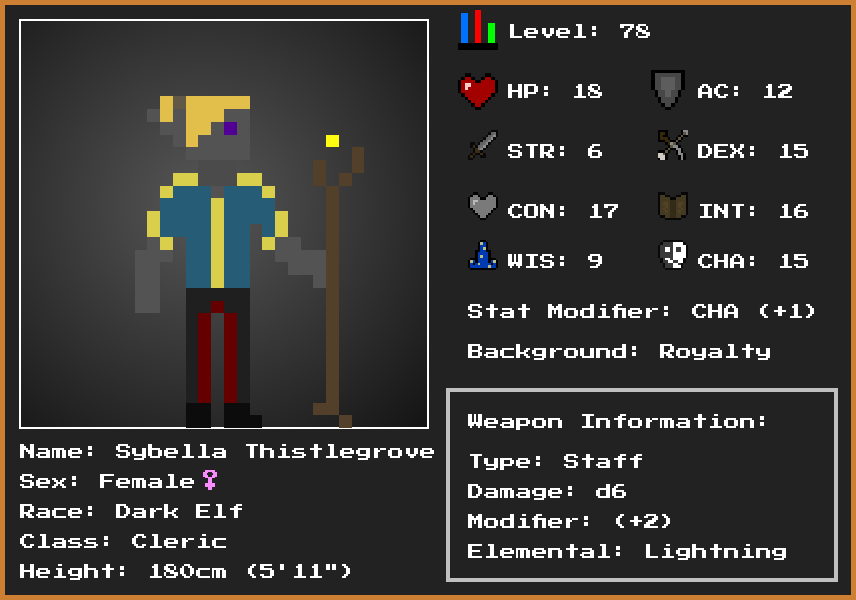 Level: 78
HP: 18 AC: 12
STR: 6 DEX: 15
CON: 17 INT: 16
WIS: 9 CHA: 15
Stat Modifier: CHA (+1)
Background: Royalty
Weapon Information:
Type: Staff
Damage: d6
Modifier: (+2)
Elemental: Lightning
Name: Sybella Thistlegrove
Sex: Female♀
Race: Dark Elf
Class: Cleric
Height: 180cm (5'11")